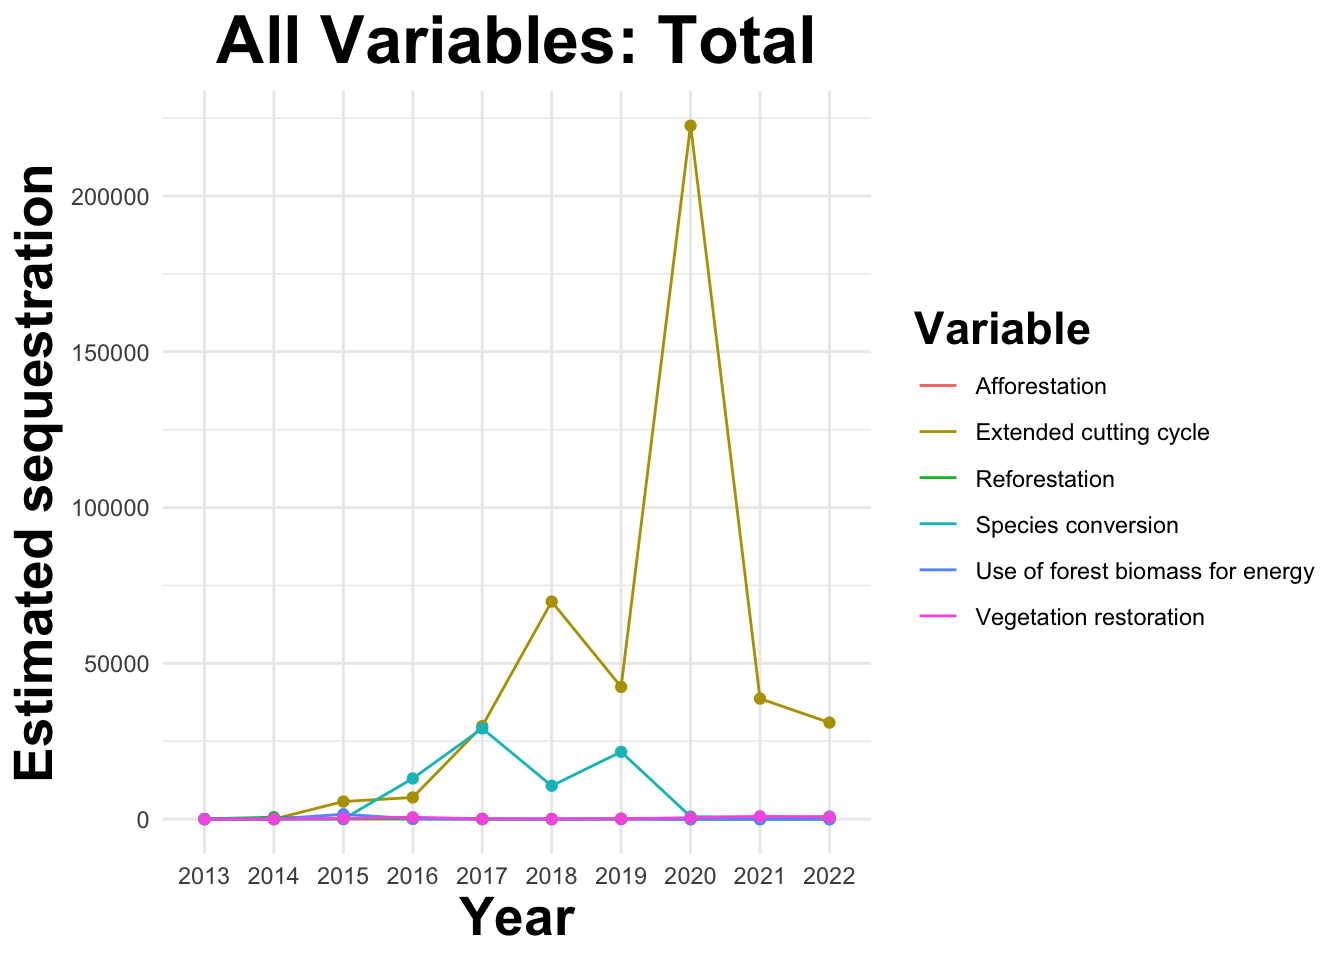 All Variables: Total
Estimated sequestration
200000
150000
100000
50000
0
2013 2014 2015 2016 2017 2018 2019 2020 2021 2022
Year
Variable
Afforestation
Extended cutting cycle
Reforestation
Species conversion
Use of forest biomass for energy
Vegetation restoration